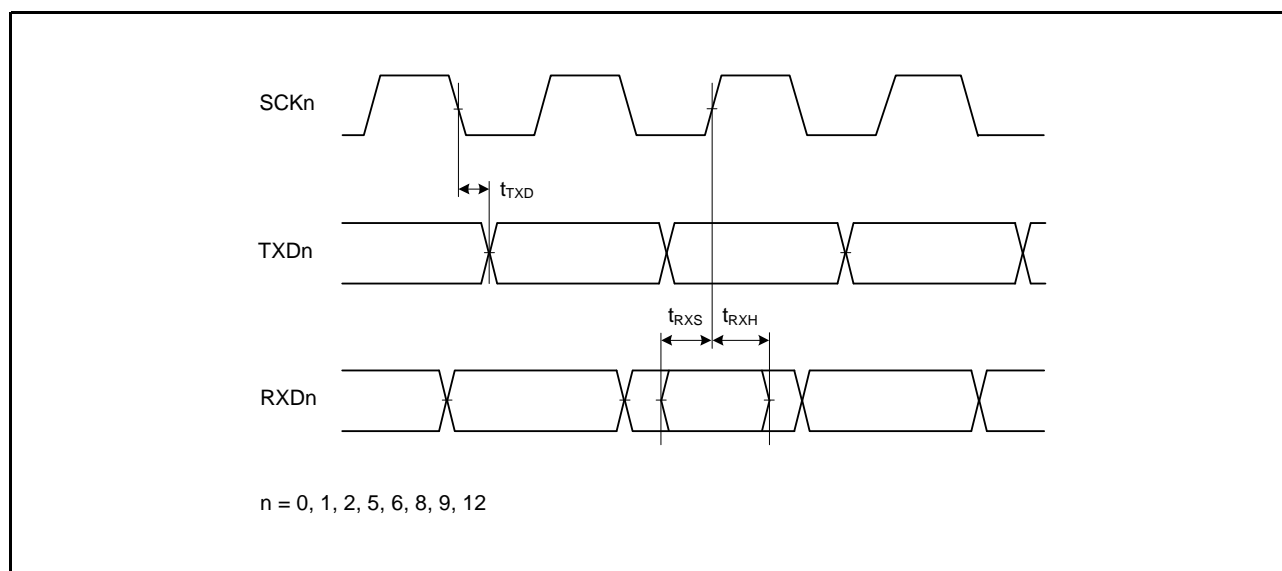 SCKn
tTXD
TXDn
tRXS tRXH
RXDn
n = 0, 1, 2, 5, 6, 8, 9, 12